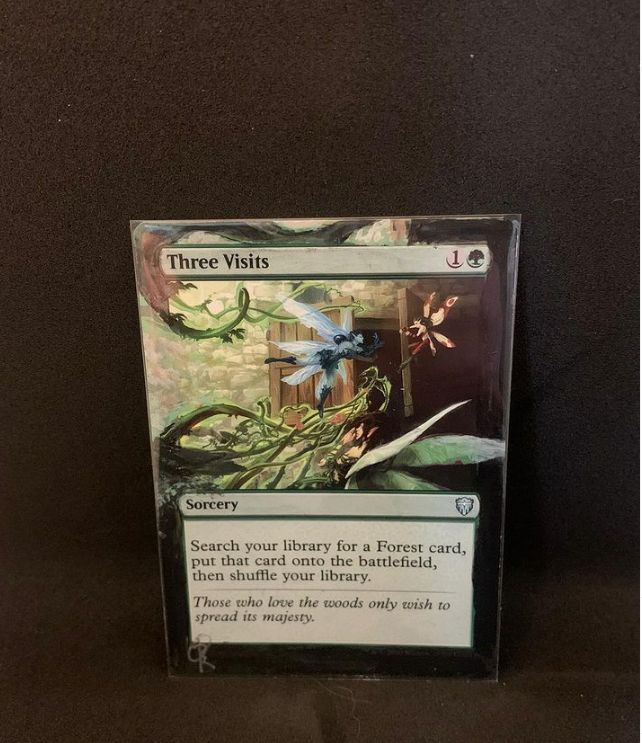 Three Visits 1
Sorcery
Search your library for a Forest card,
put that card onto the battlefield,
then shuffle your library.
Those who love the woods only wish to
spread its majesty.